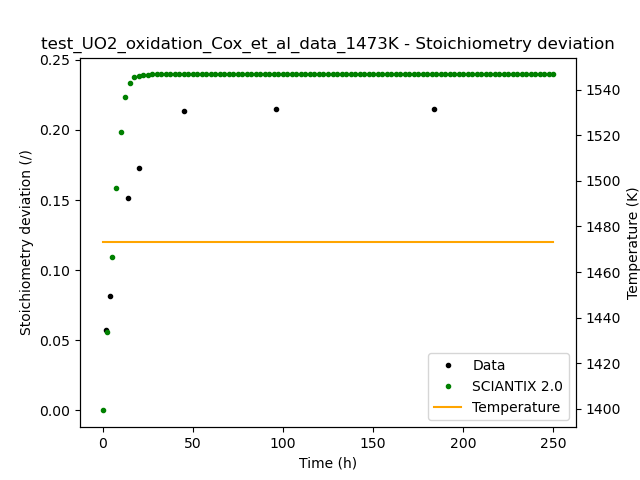 test_UO2_oxidation_Cox_et_al_data_1473K - Stoichiometry deviation
Stoichiometry deviation (/)
0.25
0.20
0.15
0.10
0.05
0.00
0
50
100
150
200
250
Time (h)
1540
1520
1500
1480
1460
1440
1420
1400
Temperature (K)
Data
SCIANTIX 2.0
Temperature